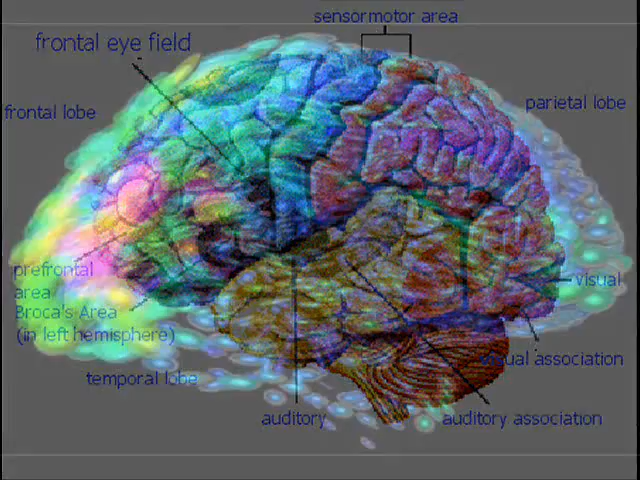 sensormotor area
frontal eye field
frontal lobe
parietal lobe
prefrontal
area
Broca's Area
(in left hemisphere)
visual
visual association
temporal lobe
auditory
auditory association